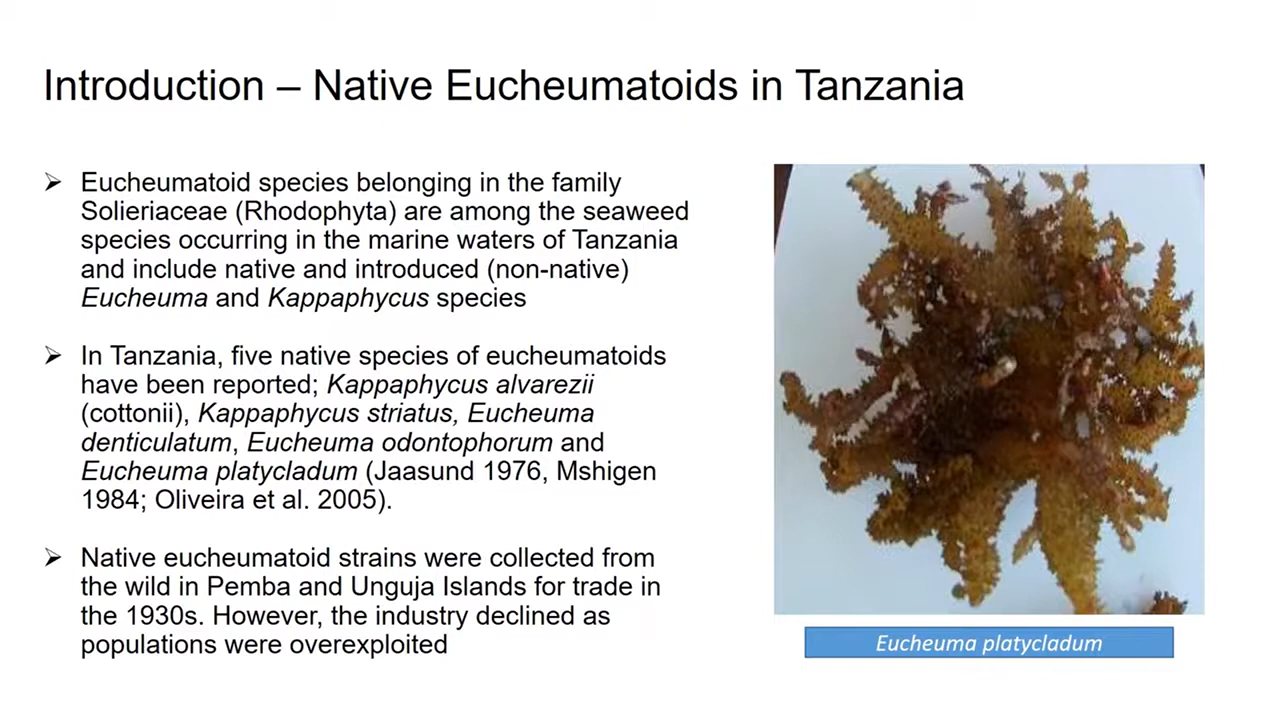 Introduction – Native Eucheumatoids in Tanzania
➢ Eucheumatoid species belonging in the family
Solieriaceae (Rhodophyta) are among the seaweed
species occurring in the marine waters of Tanzania
and include native and introduced (non-native)
Eucheuma and Kappaphycus species
➢ In Tanzania, five native species of eucheumatoids
have been reported; Kappaphycus alvarezii
(cottonii), Kappaphycus striatus, Eucheuma
denticulatum, Eucheuma odontophorum and
Eucheuma platycladum (Jaasund 1976, Mshigen
1984; Oliveira et al. 2005).
➢ Native eucheumatoid strains were collected from
the wild in Pemba and Unguja Islands for trade in
the 1930s. However, the industry declined as
populations were overexploited
Eucheuma platycladum